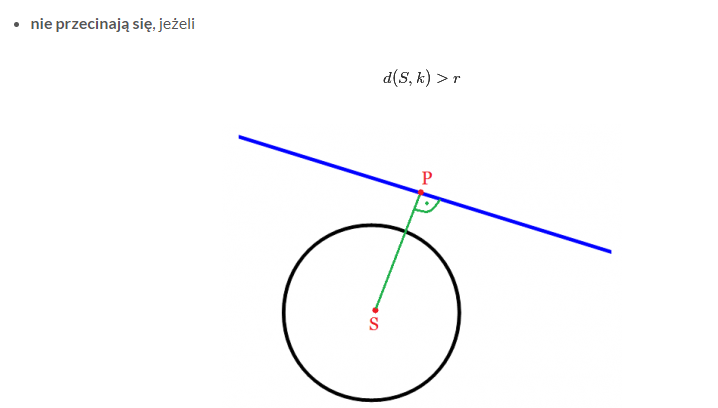 nie przecinają się, jeżeli
d(S, k) > r
P
S